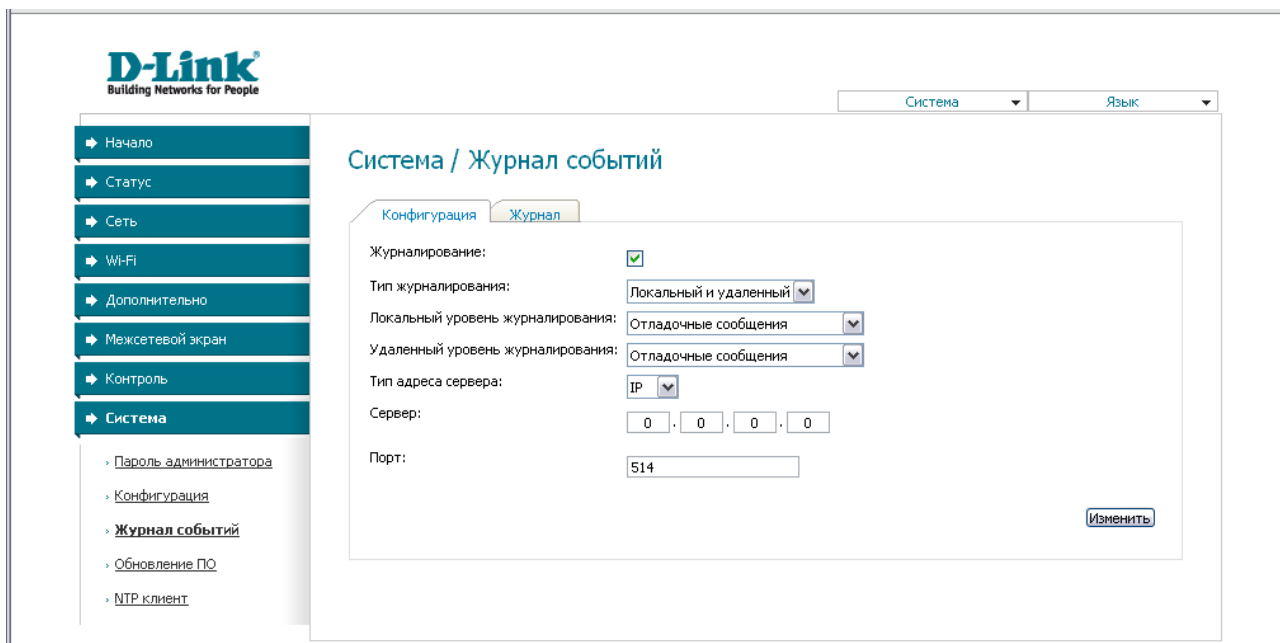 D-Link
Building Networks for People
Система
Язык
Начало
Статус
Сеть
Wi-Fi
Дополнительно
Межсетевой экран
Контроль
Система
Пароль администратора
Конфигурация
Журнал событий
Обновление ПО
NTP клиент
Система / Журнал событий
Конфигурация
Журнал
Журналирование:
Тип журналирования: Локальный и удаленный
Локальный уровень журналирования: Отладочные сообщения
Удаленный уровень журналирования: Отладочные сообщения
Тип адреса сервера: IP
Сервер: 0 . 0 . 0 . 0
Порт: 514
Изменить